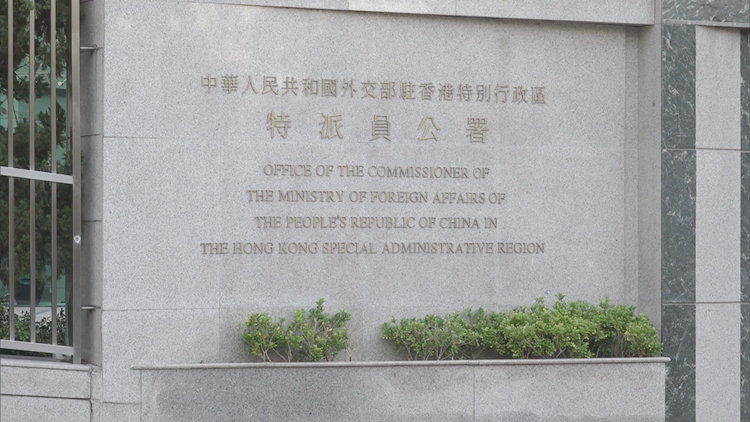 中華人民共和國外交部駐香港特別行政區
特派員公署
OFFICE OF THE COMMISSIONER OF
THE MINISTRY OF FOREIGN AFFAIRS OF
THE PEOPLE'S REPUBLIC OF CHINA IN
THE HONG KONG SPECIAL ADMINISTRATIVE REGION